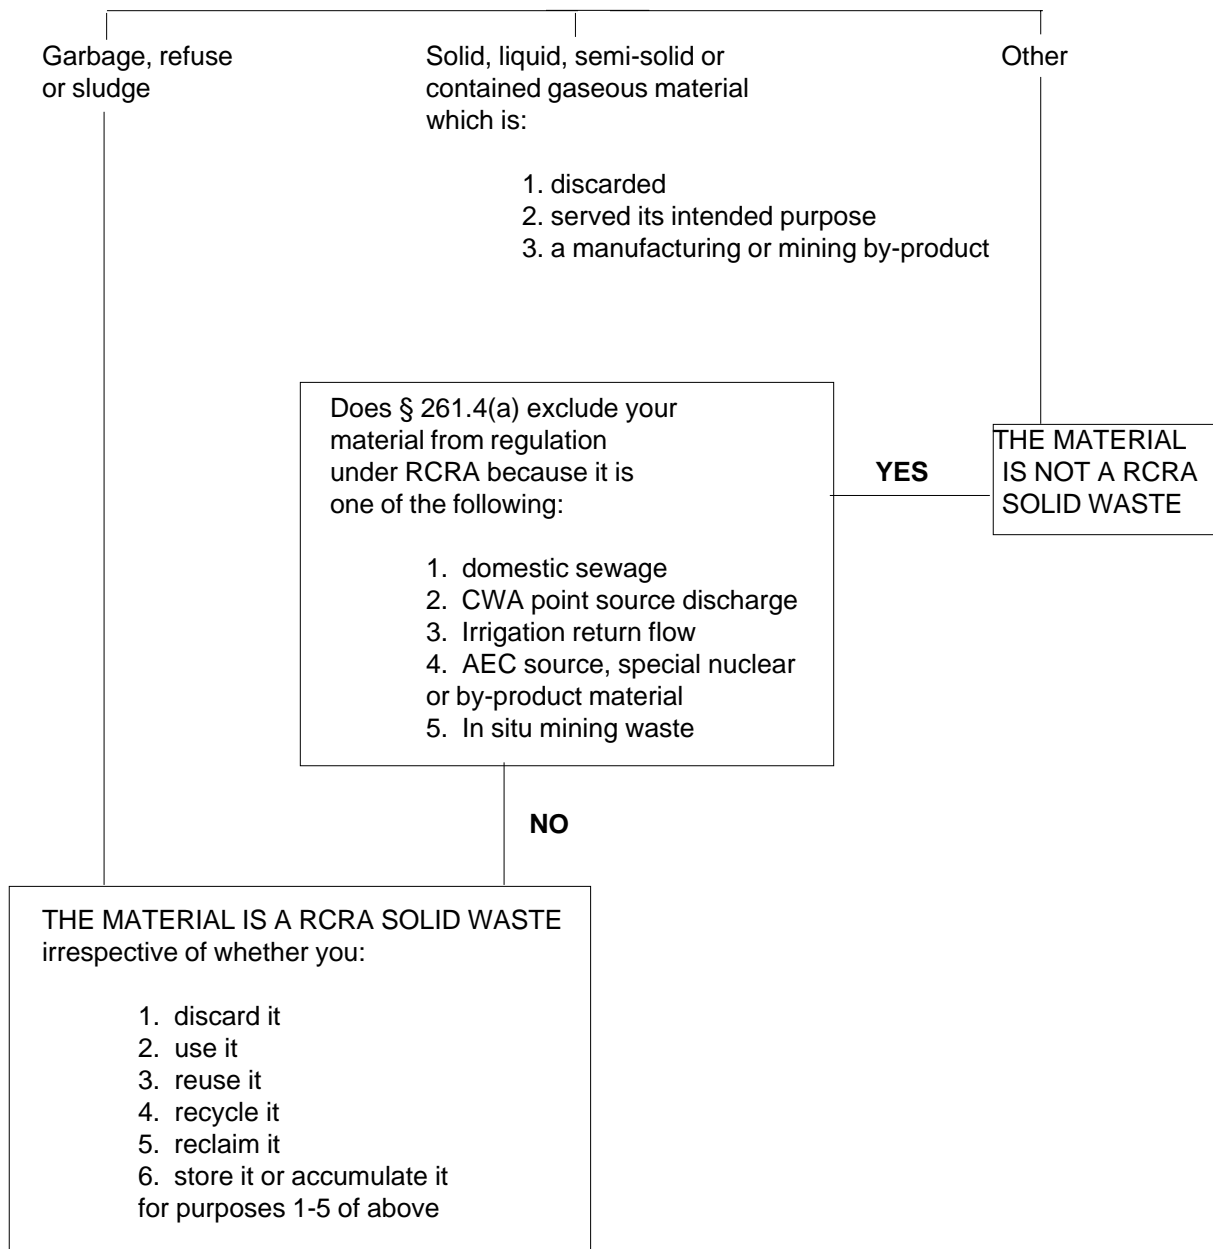 Garbage, refuse
or sludge
Solid, liquid, semi-solid or
contained gaseous material
which is:
1. discarded
2. served its intended purpose
3. a manufacturing or mining by-product
Other
Does § 261.4(a) exclude your
material from regulation
under RCRA because it is
one of the following:
1. domestic sewage
2. CWA point source discharge
3. Irrigation return flow
4. AEC source, special nuclear
or by-product material
5. In situ mining waste
YES
THE MATERIAL
IS NOT A RCRA
SOLID WASTE
NO
THE MATERIAL IS A RCRA SOLID WASTE
irrespective of whether you:
1. discard it
2. use it
3. reuse it
4. recycle it
5. reclaim it
6. store it or accumulate it
for purposes 1-5 of above